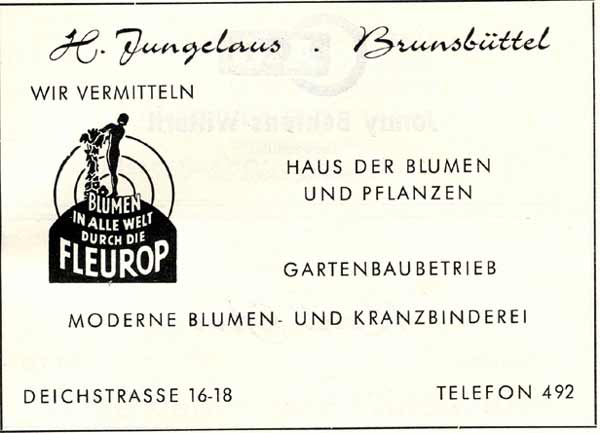 H. Jungclaus . Brunsbüttel
WIR VERMITTELN
BLUMEN
IN ALLE WELT
DURCH DIE
FLEUROP
HAUS DER BLUMEN
UND PFLANZEN
GARTENBAUBETRIEB
MODERNE BLUMEN- UND KRANZBINDEREI
DEICHSTRASSE 16-18
TELEFON 492